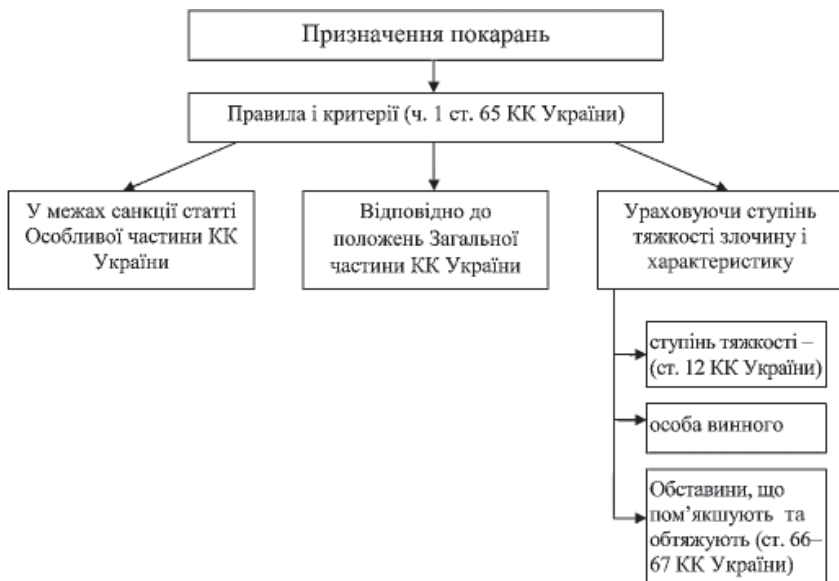 Призначення покарань
Правила і критерії (ч. 1 ст. 65 КК України)
У межах санкції статті
Особливої частини КК
України
Відповідно до
положень Загальної
частини КК України
Ураховуючи ступінь
тяжкості злочину і
характеристику
ступінь тяжкості –
(ст. 12 КК України)
особа винного
Обставини, що
пом’якшують та
обтяжують (ст. 66–
67 КК України)